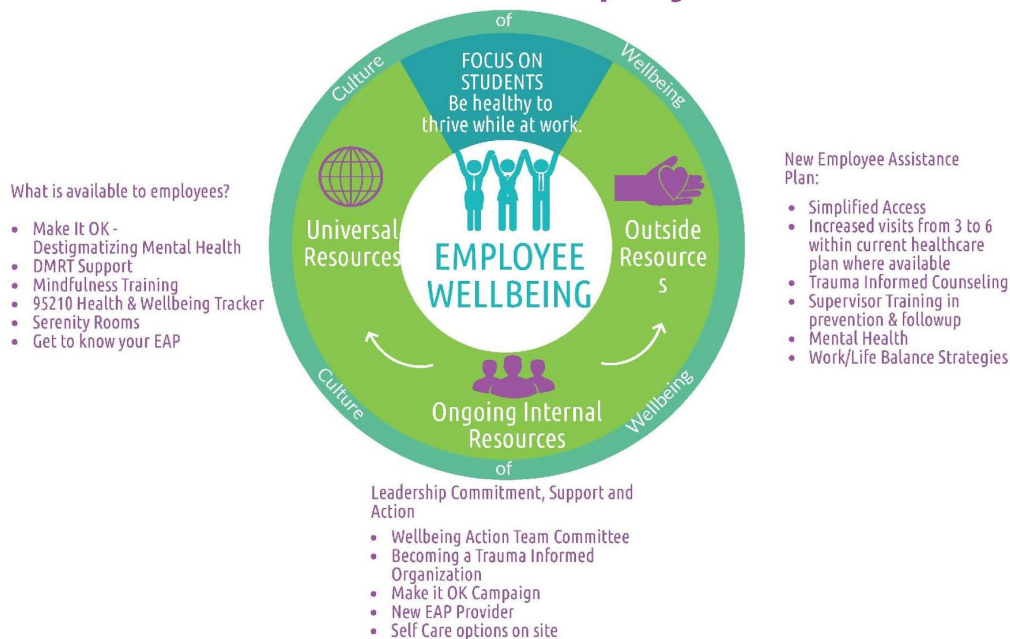 of
Culture
Wellbeing
FOCUS ON
STUDENTS
Be healthy to
thrive while at work.
Universal
Resources
Outside
Resource
s
EMPLOYEE
WELLBEING
Ongoing Internal
Resources
Culture
of
Wellbeing
What is available to employees?
• Make It OK -
Destigmatizing Mental Health
• DMRT Support
• Mindfulness Training
• 95210 Health & Wellbeing Tracker
• Serenity Rooms
• Get to know your EAP
New Employee Assistance
Plan:
• Simplified Access
• Increased visits from 3 to 6
within current healthcare
plan where available
• Trauma Informed Counseling
• Supervisor Training in
prevention & followup
• Mental Health
• Work/Life Balance Strategies
Leadership Commitment, Support and
Action
• Wellbeing Action Team Committee
• Becoming a Trauma Informed
Organization
• Make it OK Campaign
• New EAP Provider
• Self Care options on site